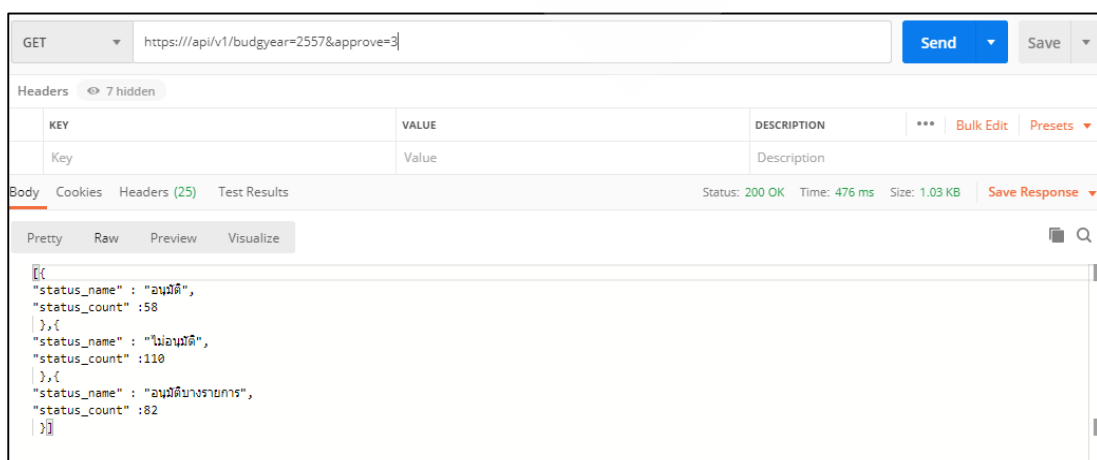 GET https:///api/v1/budgyear=2557&approve=3 Send Save
Headers 7 hidden
KEY VALUE DESCRIPTION ••• Bulk Edit Presets
Key Value Description
Body Cookies Headers (25) Test Results Status: 200 OK Time: 476 ms Size: 1.03 KB Save Response
Pretty Raw Preview Visualize
[{
"status_name" : "อนุมัติ",
"status_count" :58
},{
"status_name" : "ไม่อนุมัติ",
"status_count" :110
},{
"status_name" : "อนุมัติบางรายการ",
"status_count" :82
}]